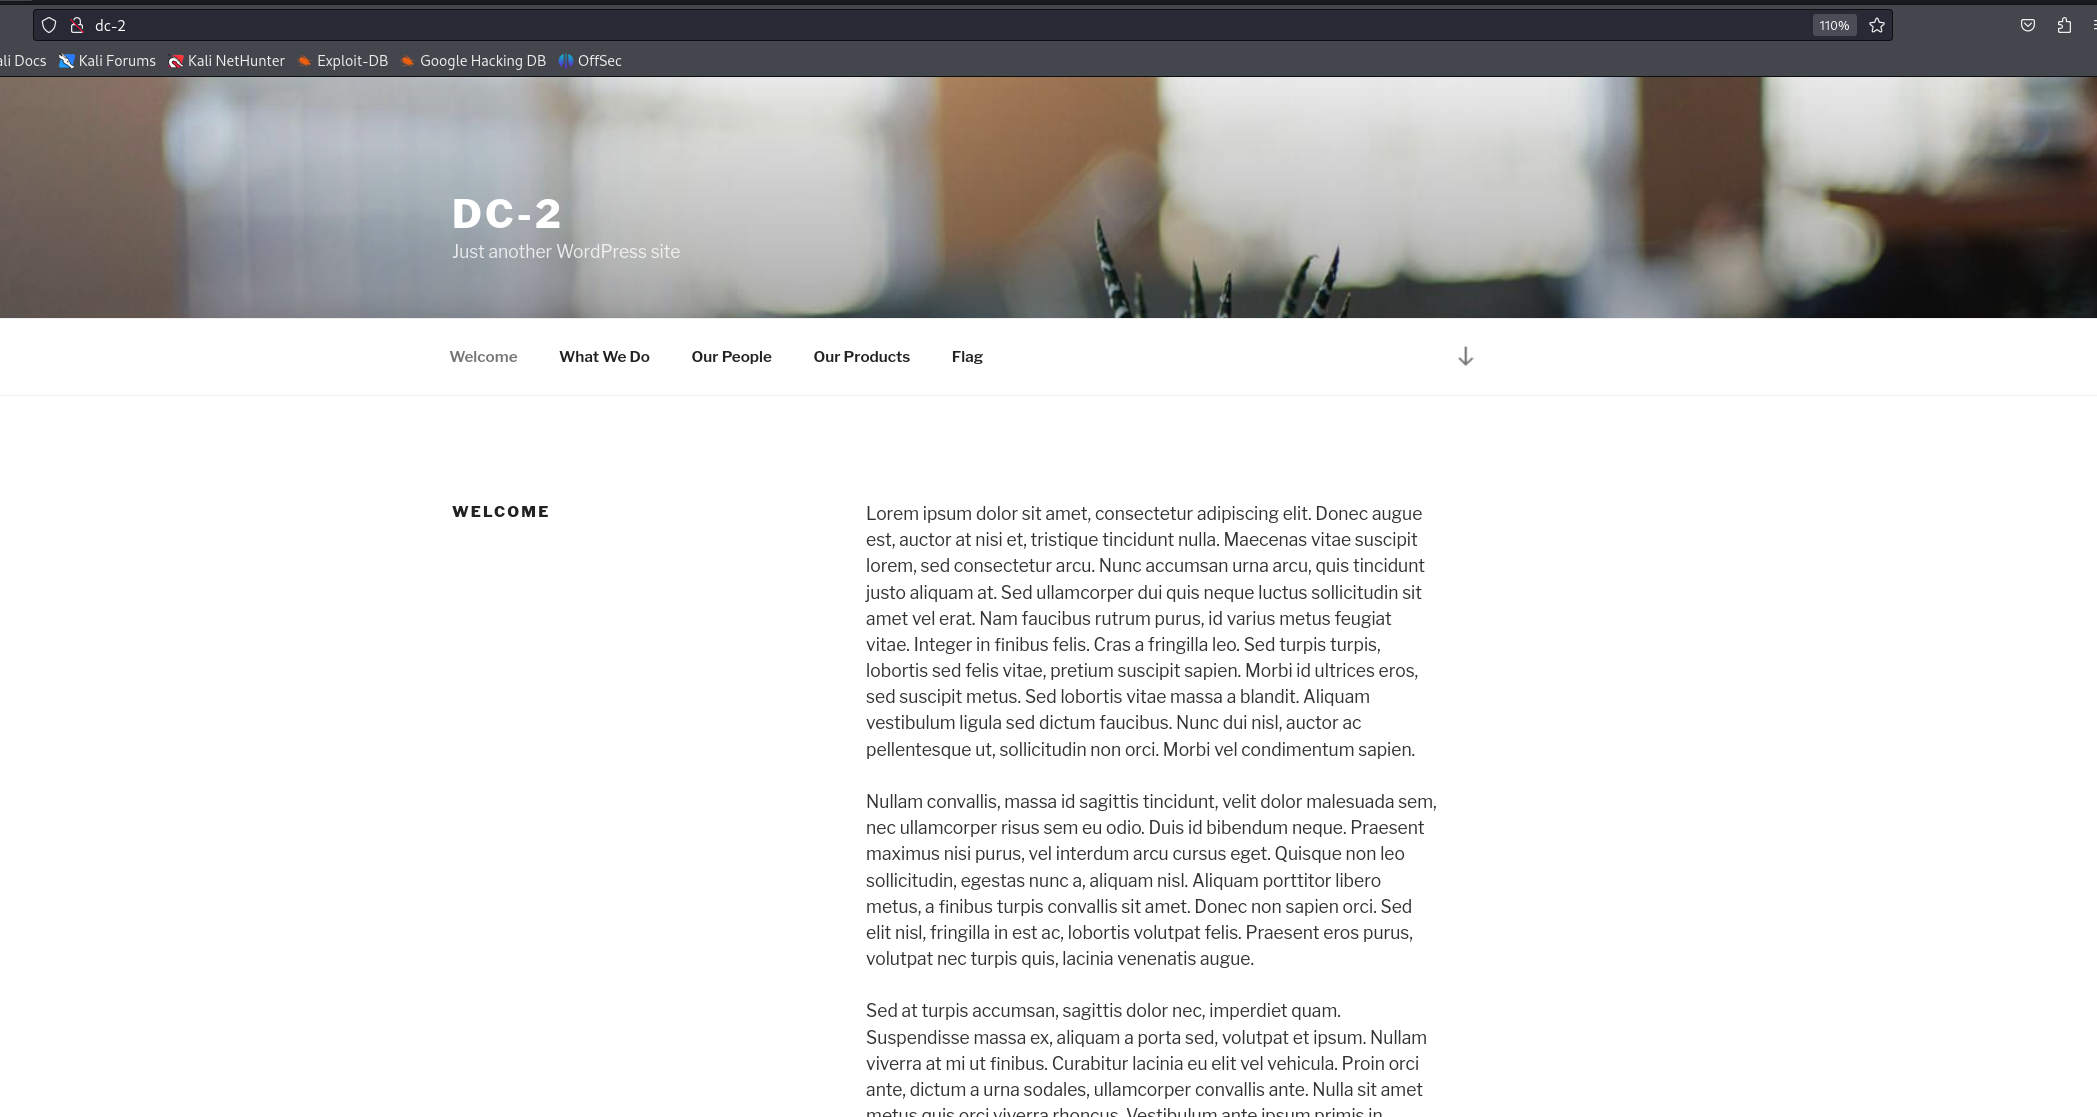 dc-2
110%
ali Docs Kali Forums Kali NetHunter Exploit-DB Google Hacking DB OffSec
DC-2
Just another WordPress site
Welcome What We Do Our People Our Products Flag
WELCOME
Lorem ipsum dolor sit amet, consectetur adipiscing elit. Donec augue
est, auctor at nisi et, tristique tincidunt nulla. Maecenas vitae suscipit
lorem, sed consectetur arcu. Nunc accumsan urna arcu, quis tincidunt
justo aliquam at. Sed ullamcorper dui quis neque luctus sollicitudin sit
amet vel erat. Nam faucibus rutrum purus, id varius metus feugiat
vitae. Integer in finibus felis. Cras a fringilla leo. Sed turpis turpis,
lobortis sed felis vitae, pretium suscipit sapien. Morbi id ultrices eros,
sed suscipit metus. Sed lobortis vitae massa a blandit. Aliquam
vestibulum ligula sed dictum faucibus. Nunc dui nisl, auctor ac
pellentesque ut, sollicitudin non orci. Morbi vel condimentum sapien.
Nullam convallis, massa id sagittis tincidunt, velit dolor malesuada sem,
nec ullamcorper risus sem eu odio. Duis id bibendum neque. Praesent
maximus nisi purus, vel interdum arcu cursus eget. Quisque non leo
sollicitudin, egestas nunc a, aliquam nisl. Aliquam porttitor libero
metus, a finibus turpis convallis sit amet. Donec non sapien orci. Sed
elit nisl, fringilla in est ac, lobortis volutpat felis. Praesent eros purus,
volutpat nec turpis quis, lacinia venenatis augue.
Sed at turpis accumsan, sagittis dolor nec, imperdiet quam.
Suspendisse massa ex, aliquam a porta sed, volutpat et ipsum. Nullam
viverra at mi ut finibus. Curabitur lacinia eu elit vel vehicula. Proin orci
ante, dictum a urna sodales, ullamcorper convallis ante. Nulla sit amet
metus quis orci viverra rhoncus. Vestibulum ante ipsum primis in